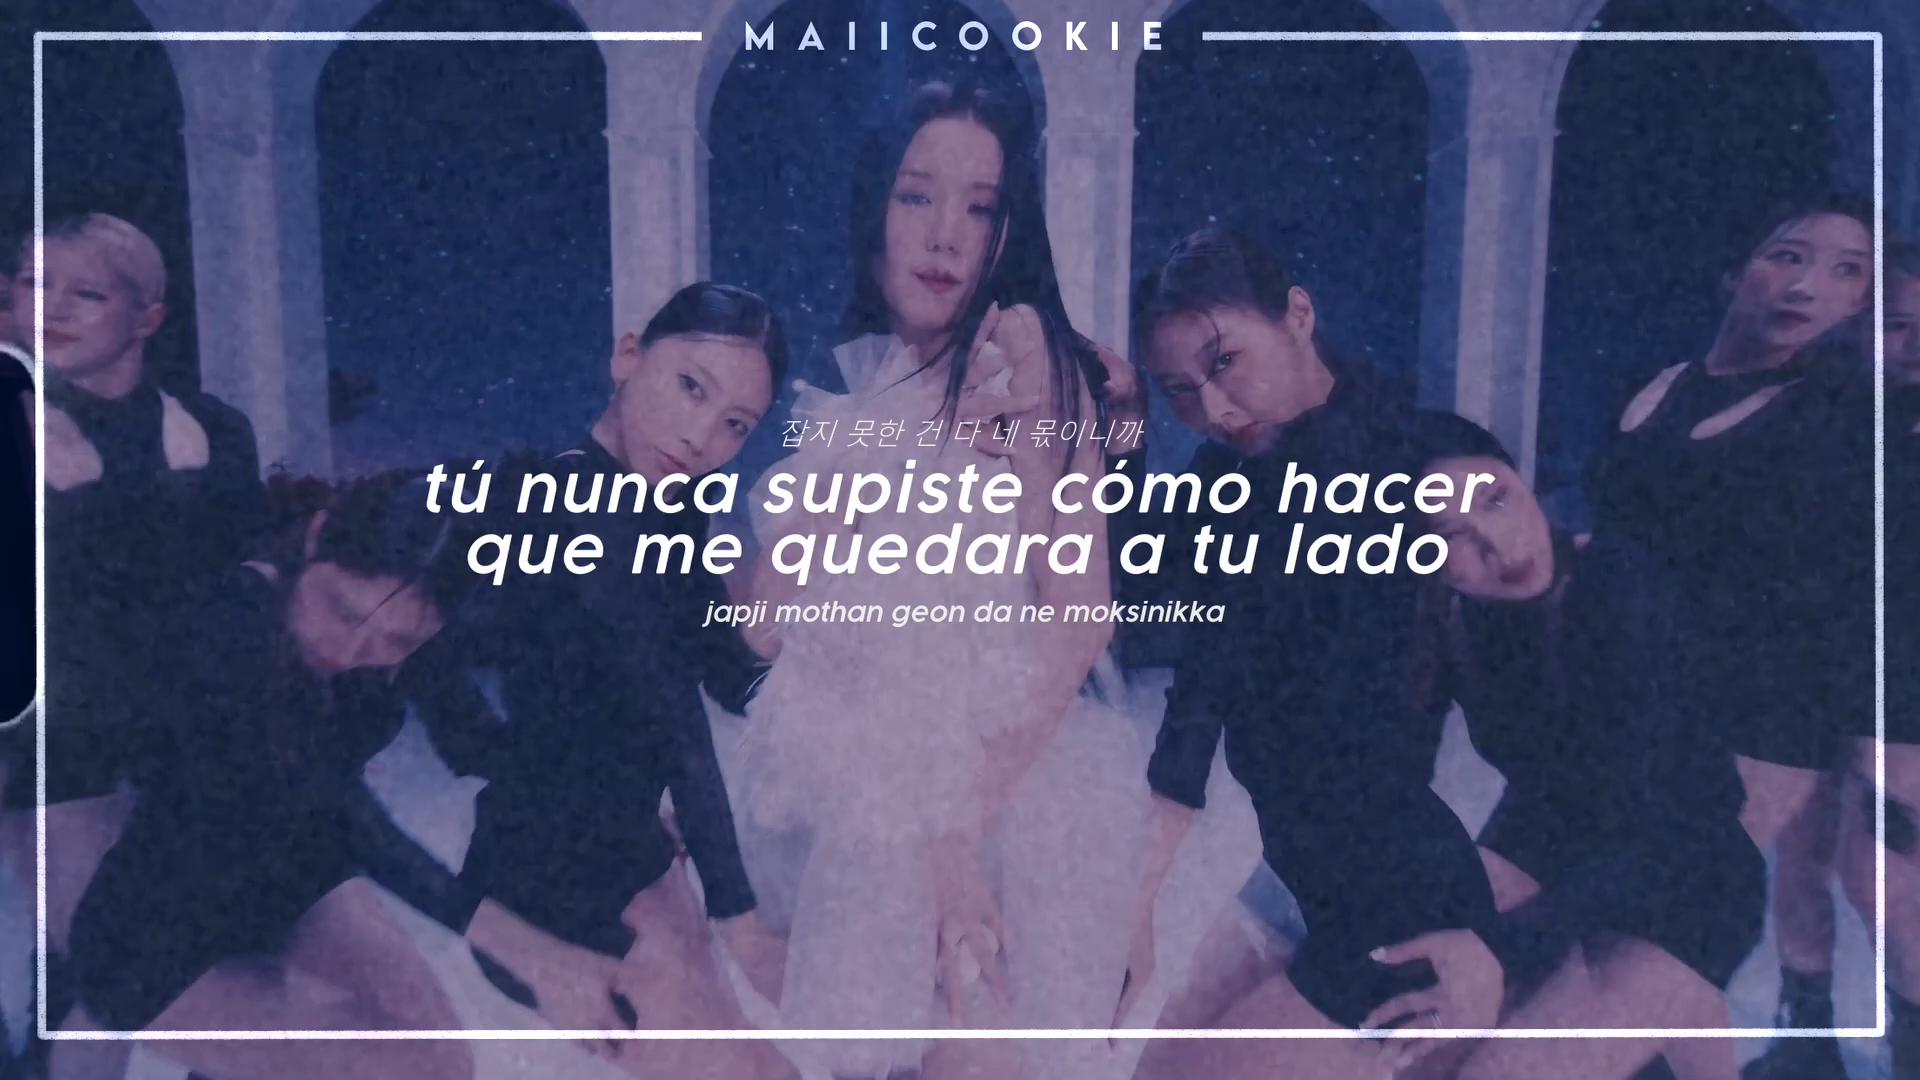 MAIICOOKIE
잡지 못한 건 다 네 몫이니까
tú nunca supiste cómo hacer
que me quedara a tu lado
japji mothan geon da ne moksinikka